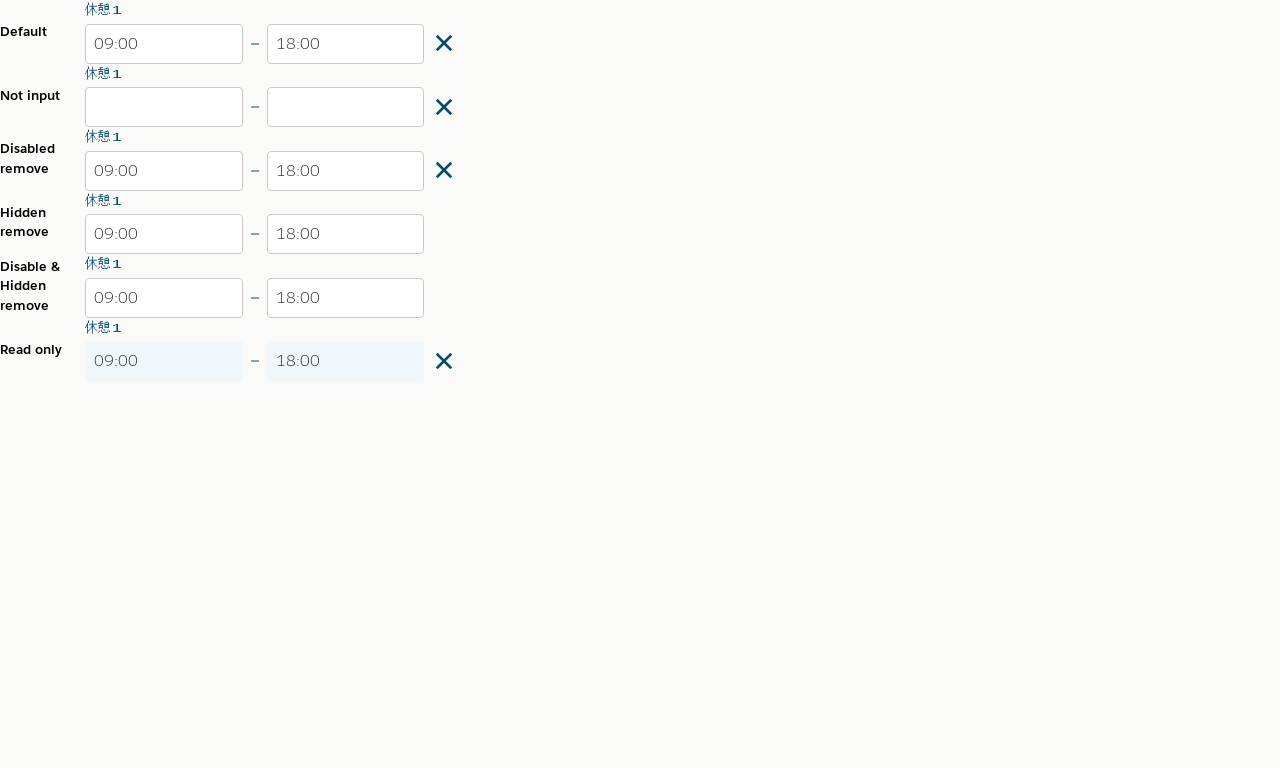 休憩1
Default
09:00 – 18:00
休憩1
Not input
–
休憩1
Disabled
remove
09:00 – 18:00
休憩1
Hidden
remove
09:00 – 18:00
休憩1
Disable &
Hidden
remove
09:00 – 18:00
休憩1
Read only
09:00 – 18:00